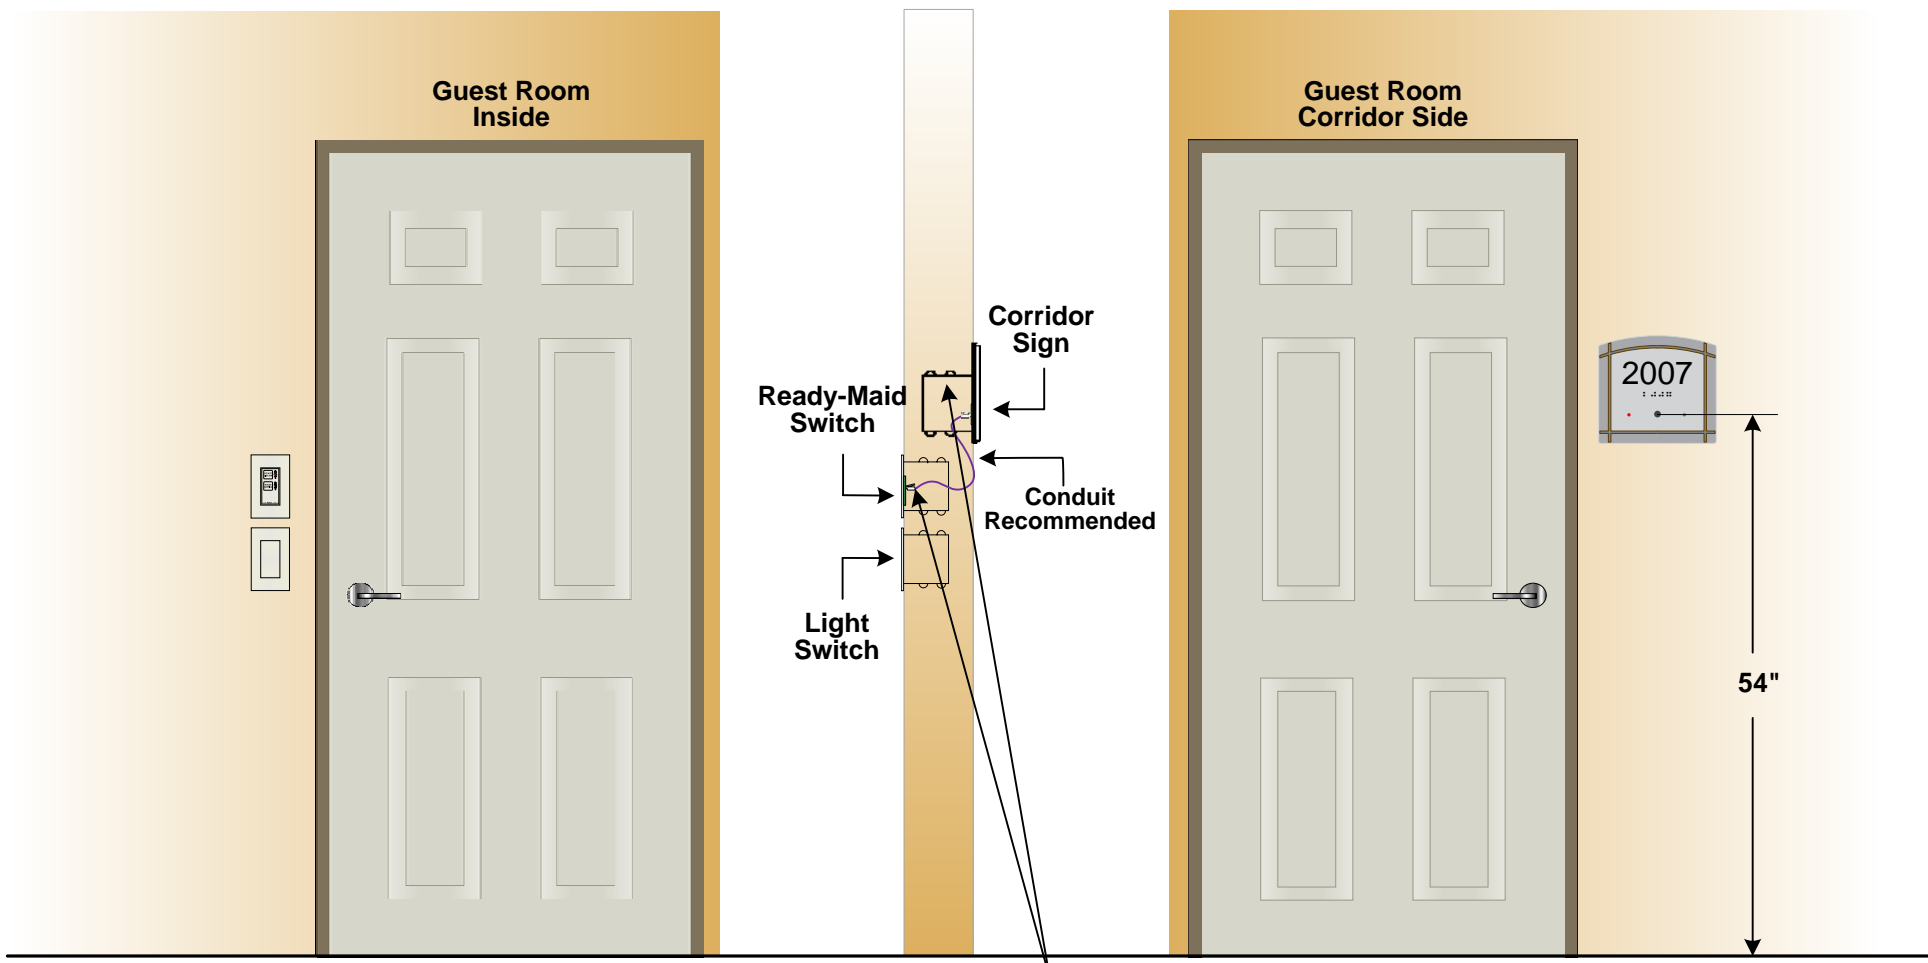 Guest Room
Inside
Guest Room
Corridor Side
Corridor
Sign
Ready-Maid
Switch
2007
Conduit
Recommended
Light
Switch
54"